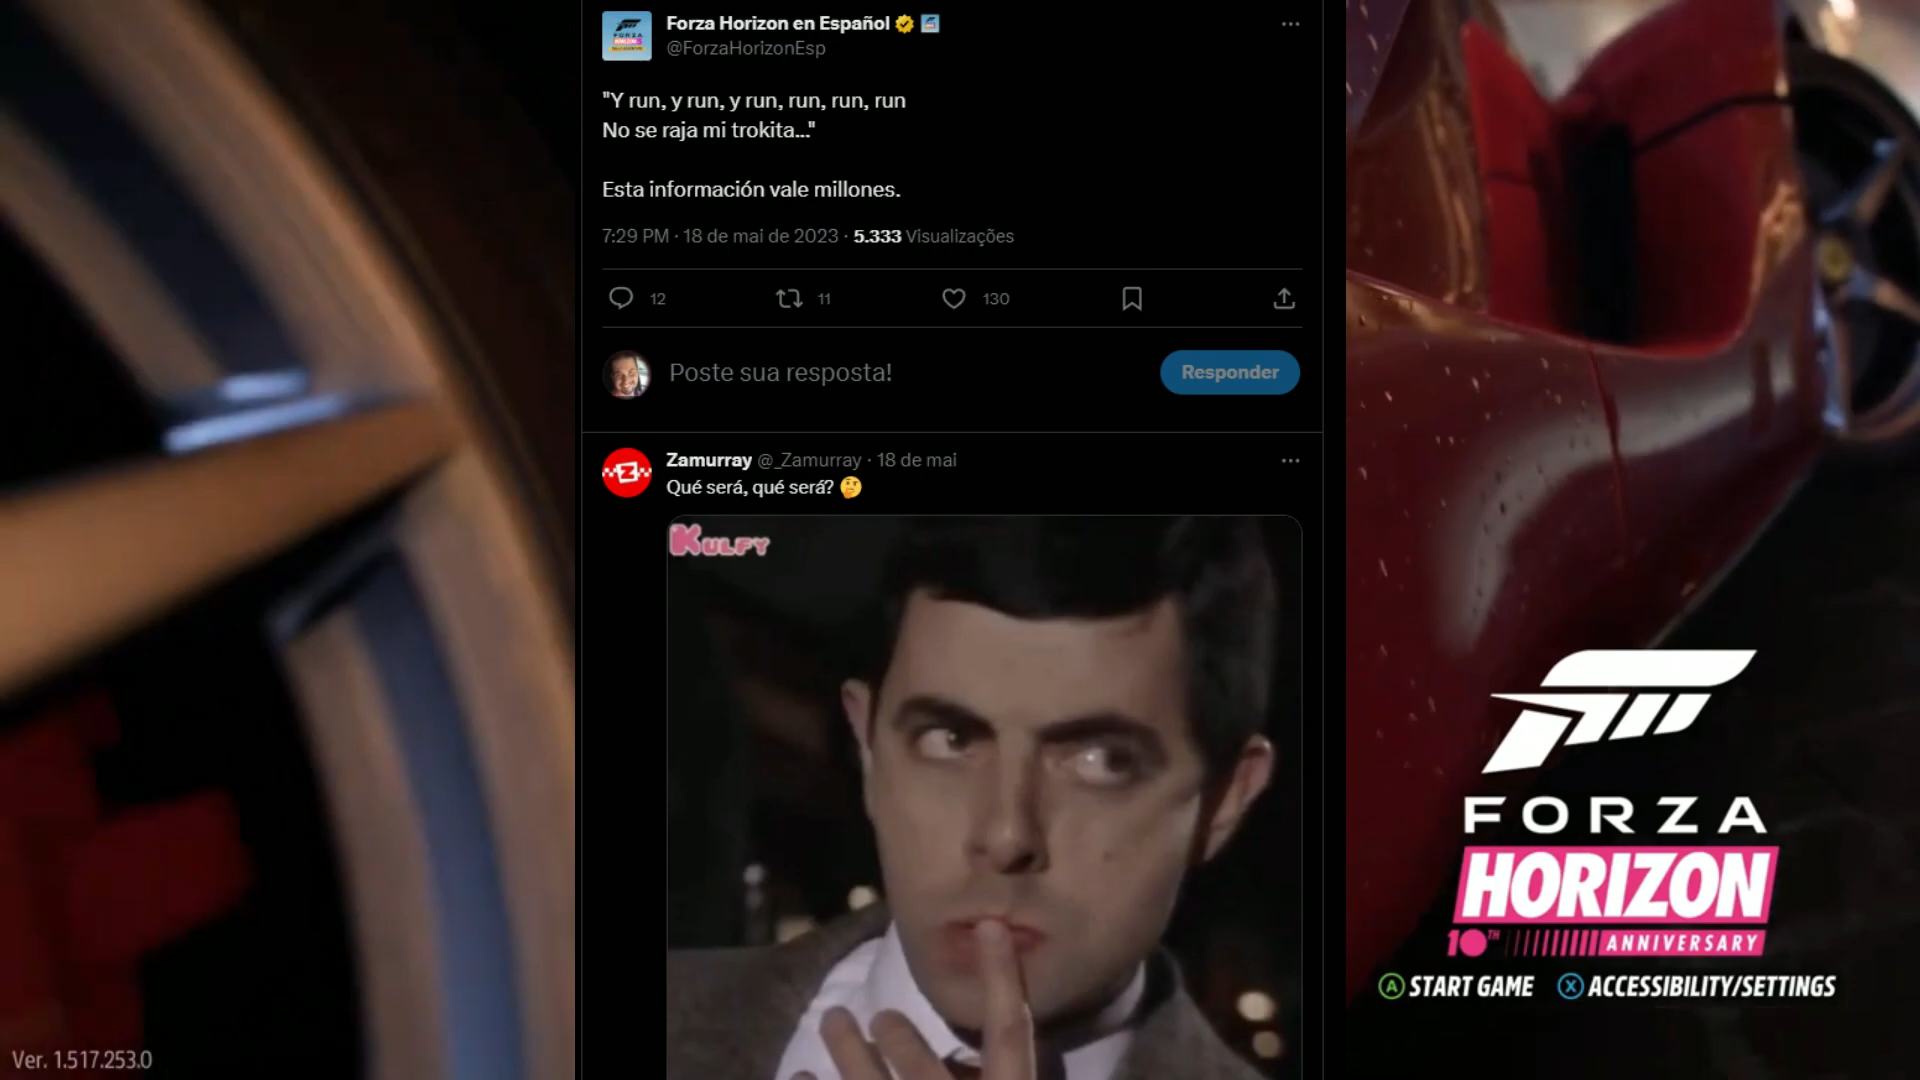 Forza Horizon en Español
@ForzaHorizonEsp
"Y run, y run, y run, run, run, run
No se raja mi trokita..."
Esta información vale millones.
7:29 PM · 18 de mai de 2023 · 5.333 Visualizações
12 11 130
Poste sua resposta!
Responder
Zamurray @_Zamurray · 18 de mai
Qué será, qué será? 🤔
KULFY
FORZA
HORIZON
10TH ANNIVERSARY
A START GAME X ACCESSIBILITY/SETTINGS
Ver. 1.517.253.0